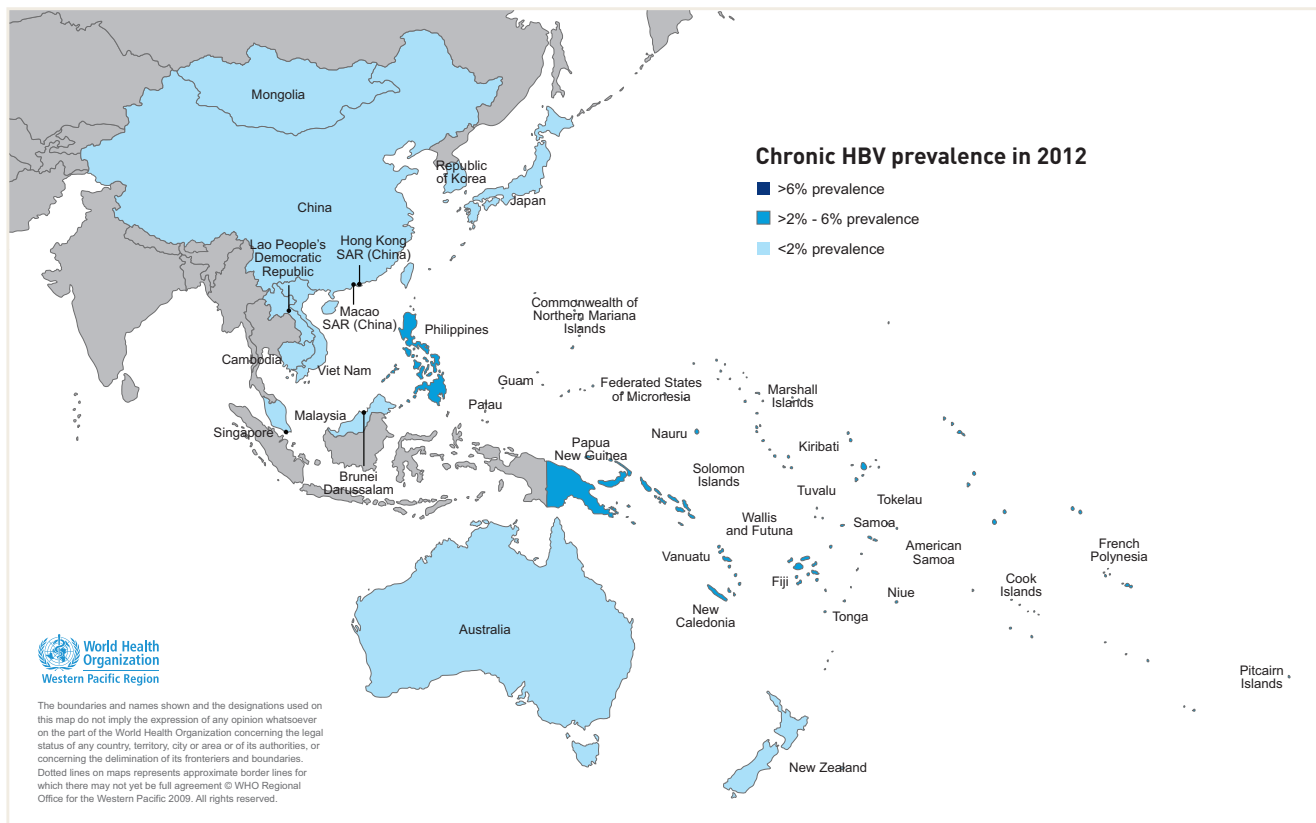 Mongolia
Republic
of Korea
Japan
China
Lao People's
Democratic
Republic
Hong Kong
SAR (China)
Macao
SAR (China)
Cambodia
Viet Nam
Philippines
Malaysia
Singapore
Brunei
Darussalam
Chronic HBV prevalence in 2012
>6% prevalence
>2% - 6% prevalence
<2% prevalence
Commonwealth of
Northern Mariana
Islands
Guam
Palau
Federated States
of Micronesia
Marshall
Islands
Nauru
Kiribati
Papua
New Guinea
Solomon
Islands
Tuvalu
Tokelau
Wallis
and Futuna
Samoa
American
Samoa
French
Polynesia
Vanuatu
Fiji
Niue
Cook
Islands
New
Caledonia
Tonga
Pitcairn
Islands
Australia
New Zealand
World Health
Organization
Western Pacific Region
The boundaries and names shown and the designations used on
this map do not imply the expression of any opinion whatsoever
on the part of the World Health Organization concerning the legal
status of any country, territory, city or area or of its authorities, or
concerning the delimination of its fronteriers and boundaries.
Dotted lines on maps represents approximate border lines for
which there may not yet be full agreement © WHO Regional
Office for the Western Pacific 2009. All rights reserved.